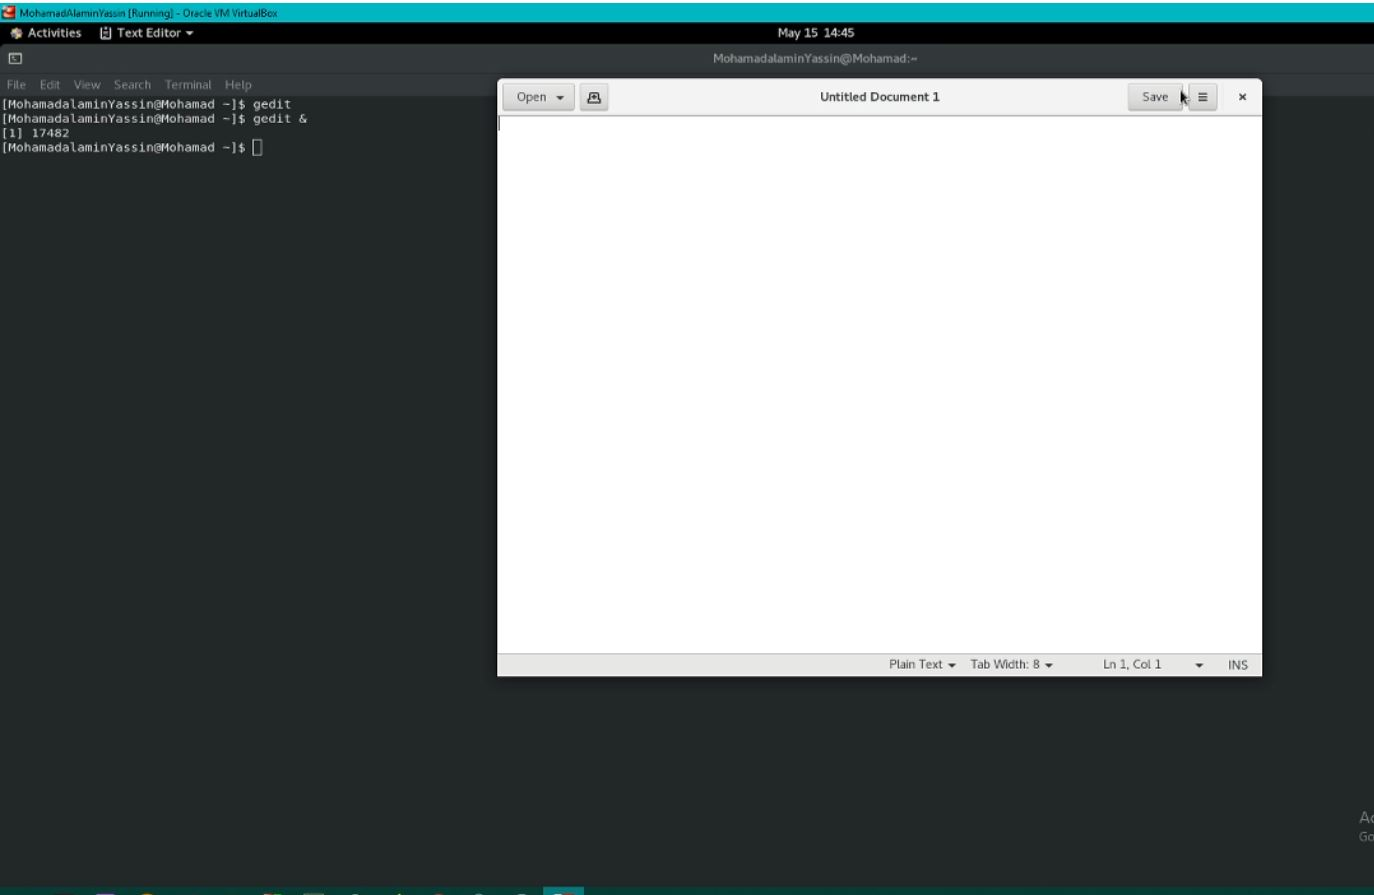 MohamadAlaminYassin [Running] - Oracle VM VirtualBox
Activities Text Editor May 15 14:45
MohamadalaminYassin@Mohamad:~
File Edit View Search Terminal Help
[MohamadalaminYassin@Mohamad ~]$ gedit
[MohamadalaminYassin@Mohamad ~]$ gedit &
[1] 17482
[MohamadalaminYassin@Mohamad ~]$
Open Untitled Document 1 Save
Plain Text Tab Width: 8 Ln 1, Col 1 INS